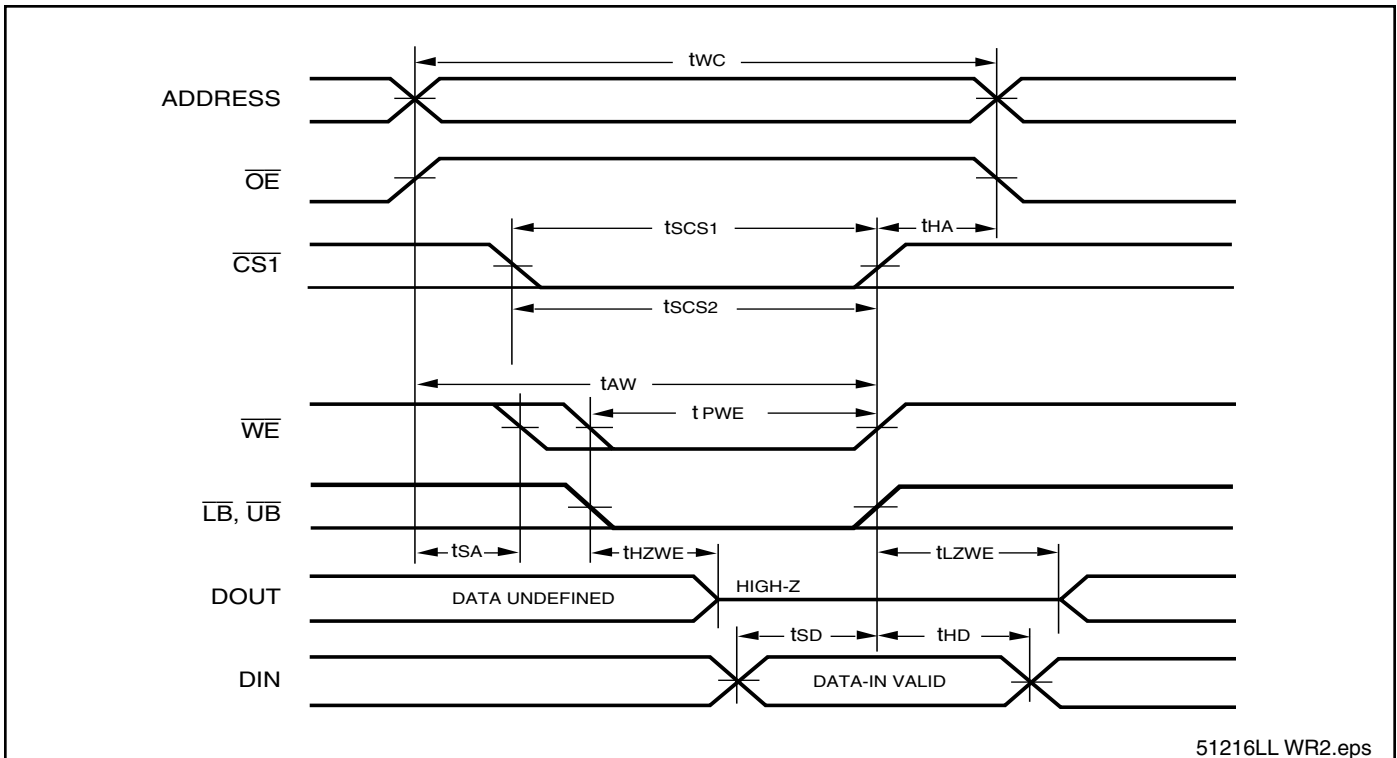 tWC
ADDRESS
OE
tSCS1
tHA
CS1
tSCS2
tAW
t PWE
WE
LB, UB
tSA
tHZWE
tLZWE
DOUT
DATA UNDEFINED
HIGH-Z
tSD
tHD
DIN
DATA-IN VALID
51216LL WR2.eps